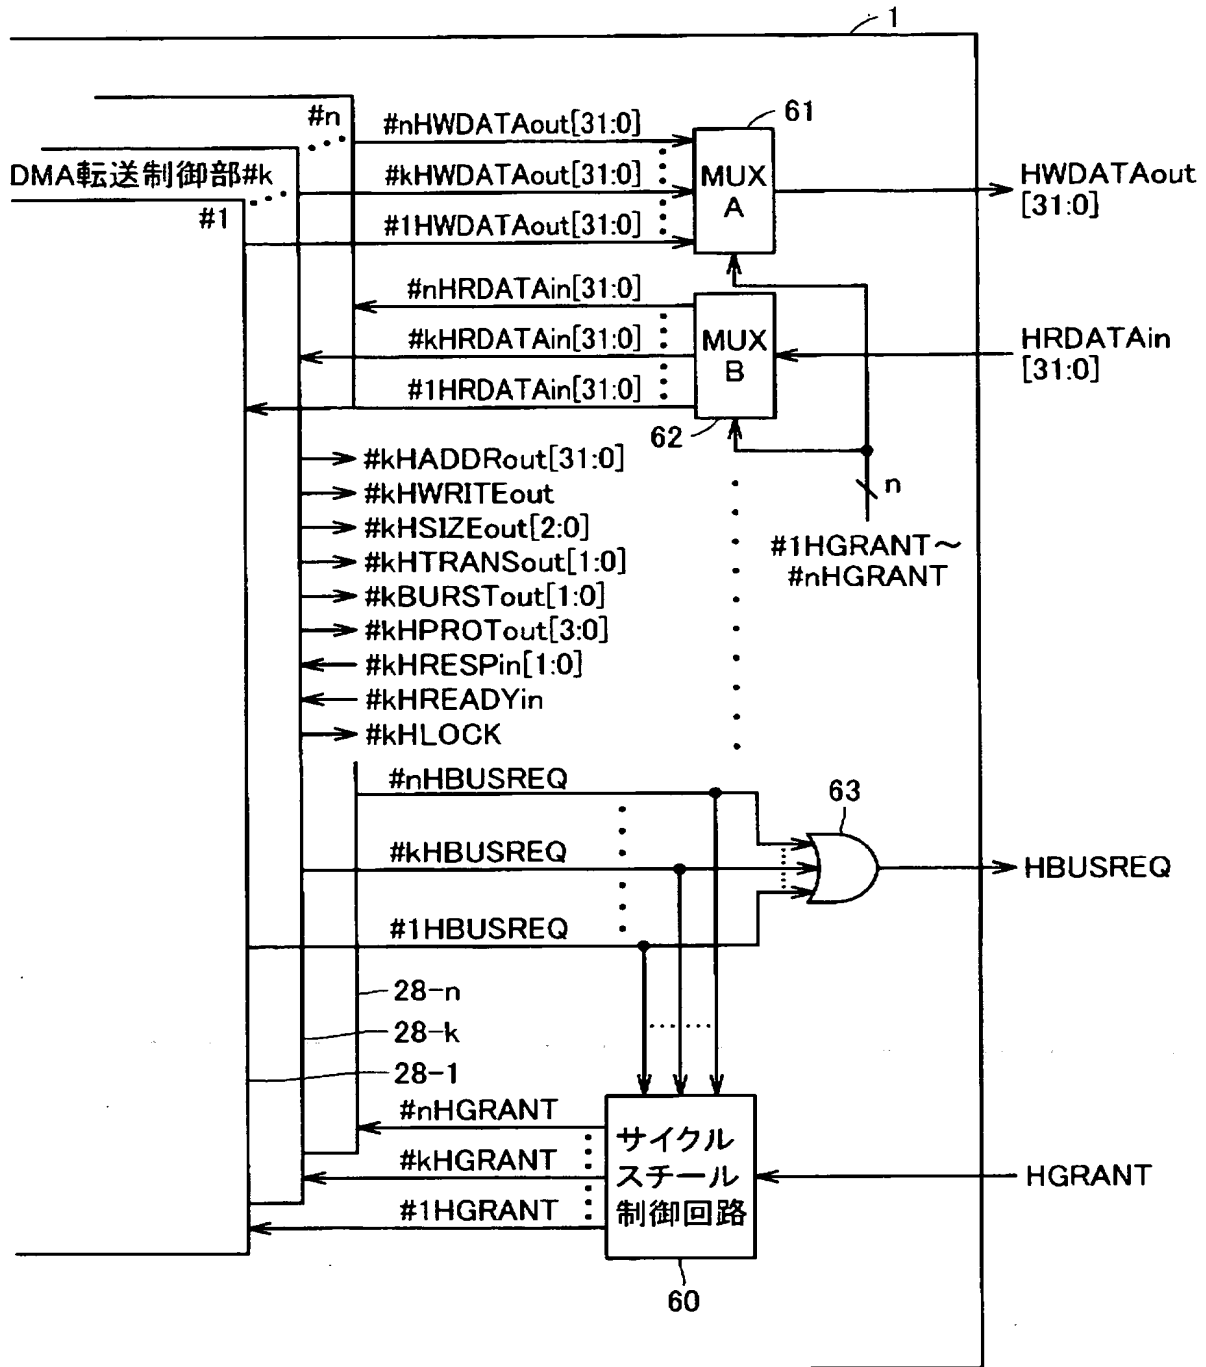 1
#n
#nHWDATAout[31:0]
61
DMA転送制御部#k
#kHWDATAout[31:0]
MUX
A
HWDATAout
[31:0]
#1
#1HWDATAout[31:0]
#nHRDATAin[31:0]
#kHRDATAin[31:0]
MUX
B
HRDATAin
[31:0]
#1HRDATAin[31:0]
62
#kHADDRout[31:0]
n
#kHWRITEout
#kHSIZEout[2:0]
#1HGRANT～
#nHGRANT
#kHTRANSout[1:0]
#kBURSTout[1:0]
#kHPROTout[3:0]
#kHRESPin[1:0]
#kHREADYin
#kHLOCK
#nHBUSREQ
63
#kHBUSREQ
HBUSREQ
#1HBUSREQ
28-n
28-k
28-1
#nHGRANT
#kHGRANT
#1HGRANT
サイクル
スチール
制御回路
HGRANT
60